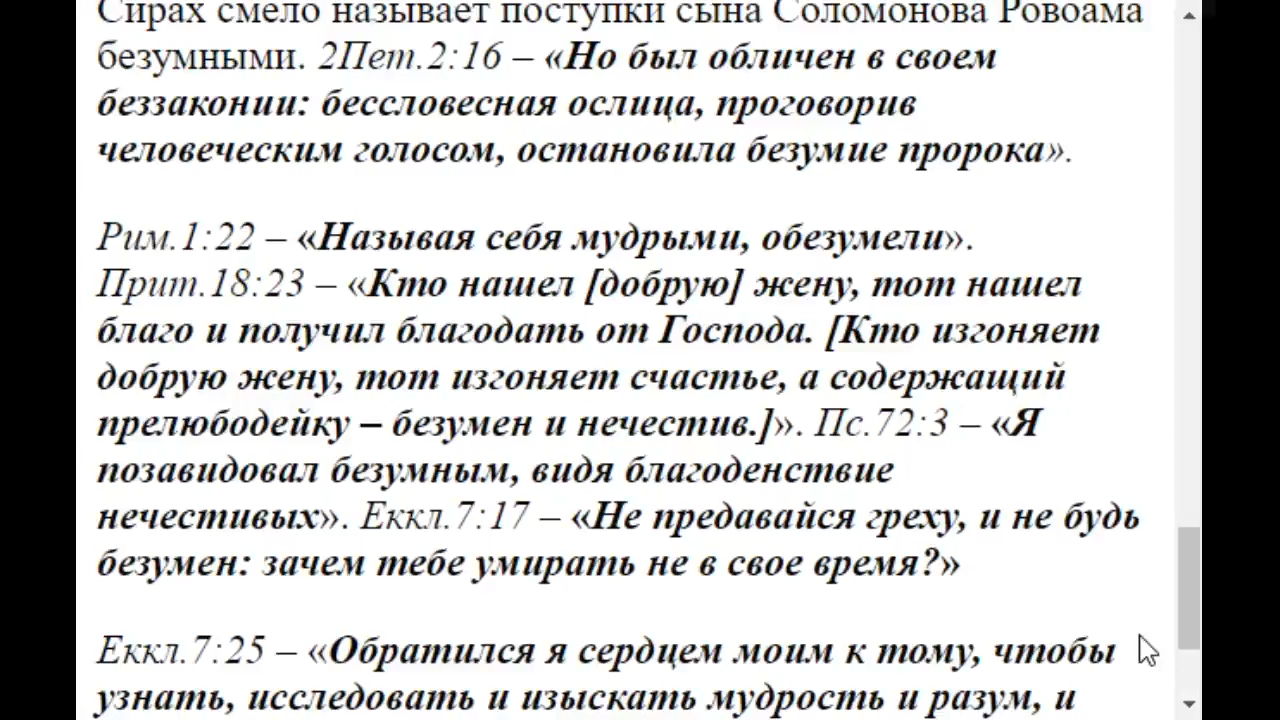 Сирах смело называет поступки сына Соломонова Ровоама
безумными. 2Пет.2:16 – «Но был обличен в своем
беззаконии: бессловесная ослица, проговорив
человеческим голосом, остановила безумие пророка».
Рим.1:22 – «Называя себя мудрыми, обезумели».
Прит.18:23 – «Кто нашел [добрую] жену, тот нашел
благо и получил благодать от Господа. [Кто изгоняет
добрую жену, тот изгоняет счастье, а содержащий
прелюбодейку – безумен и нечестив.]». Пс.72:3 – «Я
позавидовал безумным, видя благоденствие
нечестивых». Еккл.7:17 – «Не предавайся греху, и не будь
безумен: зачем тебе умирать не в свое время?»
Еккл.7:25 – «Обратился я сердцем моим к тому, чтобы
узнать, исследовать и изыскать мудрость и разум, и